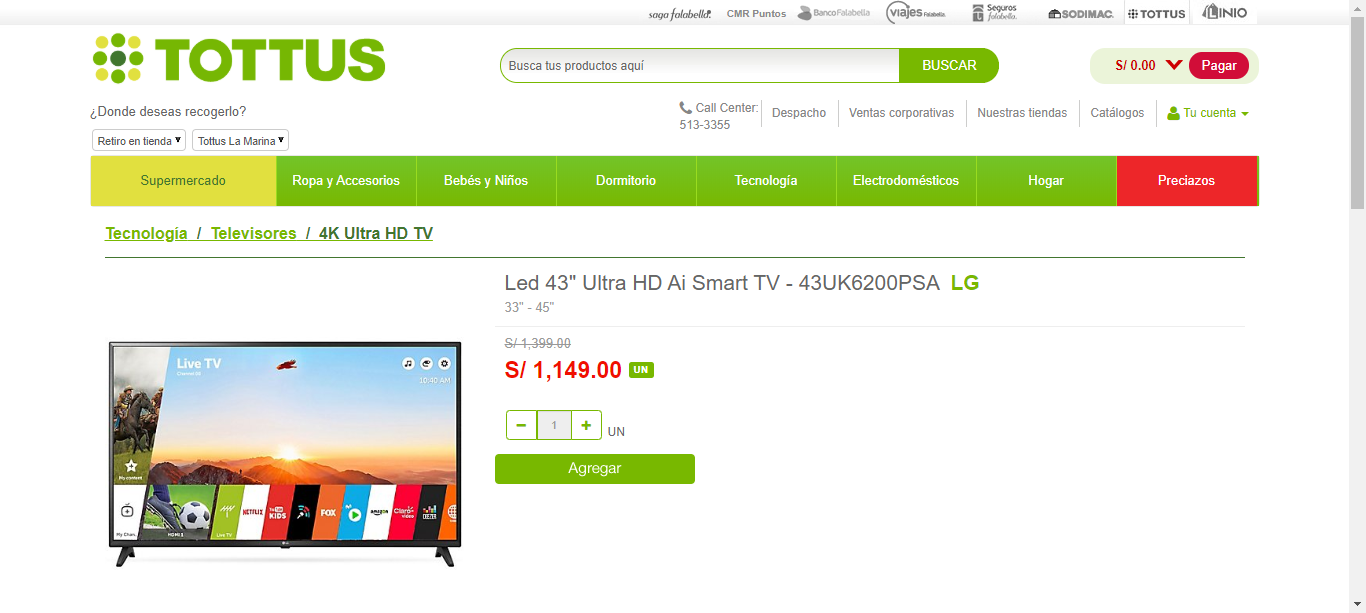 saga falabella. CMR Puntos BancoFalabella Viajes Falabella Seguros falabella. SODIMAC. TOTTUS LINIO
TOTTUS
Busca tus productos aquí BUSCAR S/ 0.00 Pagar
¿Donde deseas recogerlo?
Call Center: 513-3355 Despacho Ventas corporativas Nuestras tiendas Catálogos Tu cuenta
Retiro en tienda Tottus La Marina
Supermercado Ropa y Accesorios Bebés y Niños Dormitorio Tecnología Electrodomésticos Hogar Preciazos
Tecnología / Televisores / 4K Ultra HD TV
Led 43" Ultra HD Ai Smart TV - 43UK6200PSA LG
33" - 45"
S/ 1,399.00
S/ 1,149.00 UN
− 1 + UN
Agregar
Live TV
10:40 AM
My content
NETFLIX YouTube KIDS FOX amazon Claro video DEEZER
My Chan. HDMI Live TV
LG